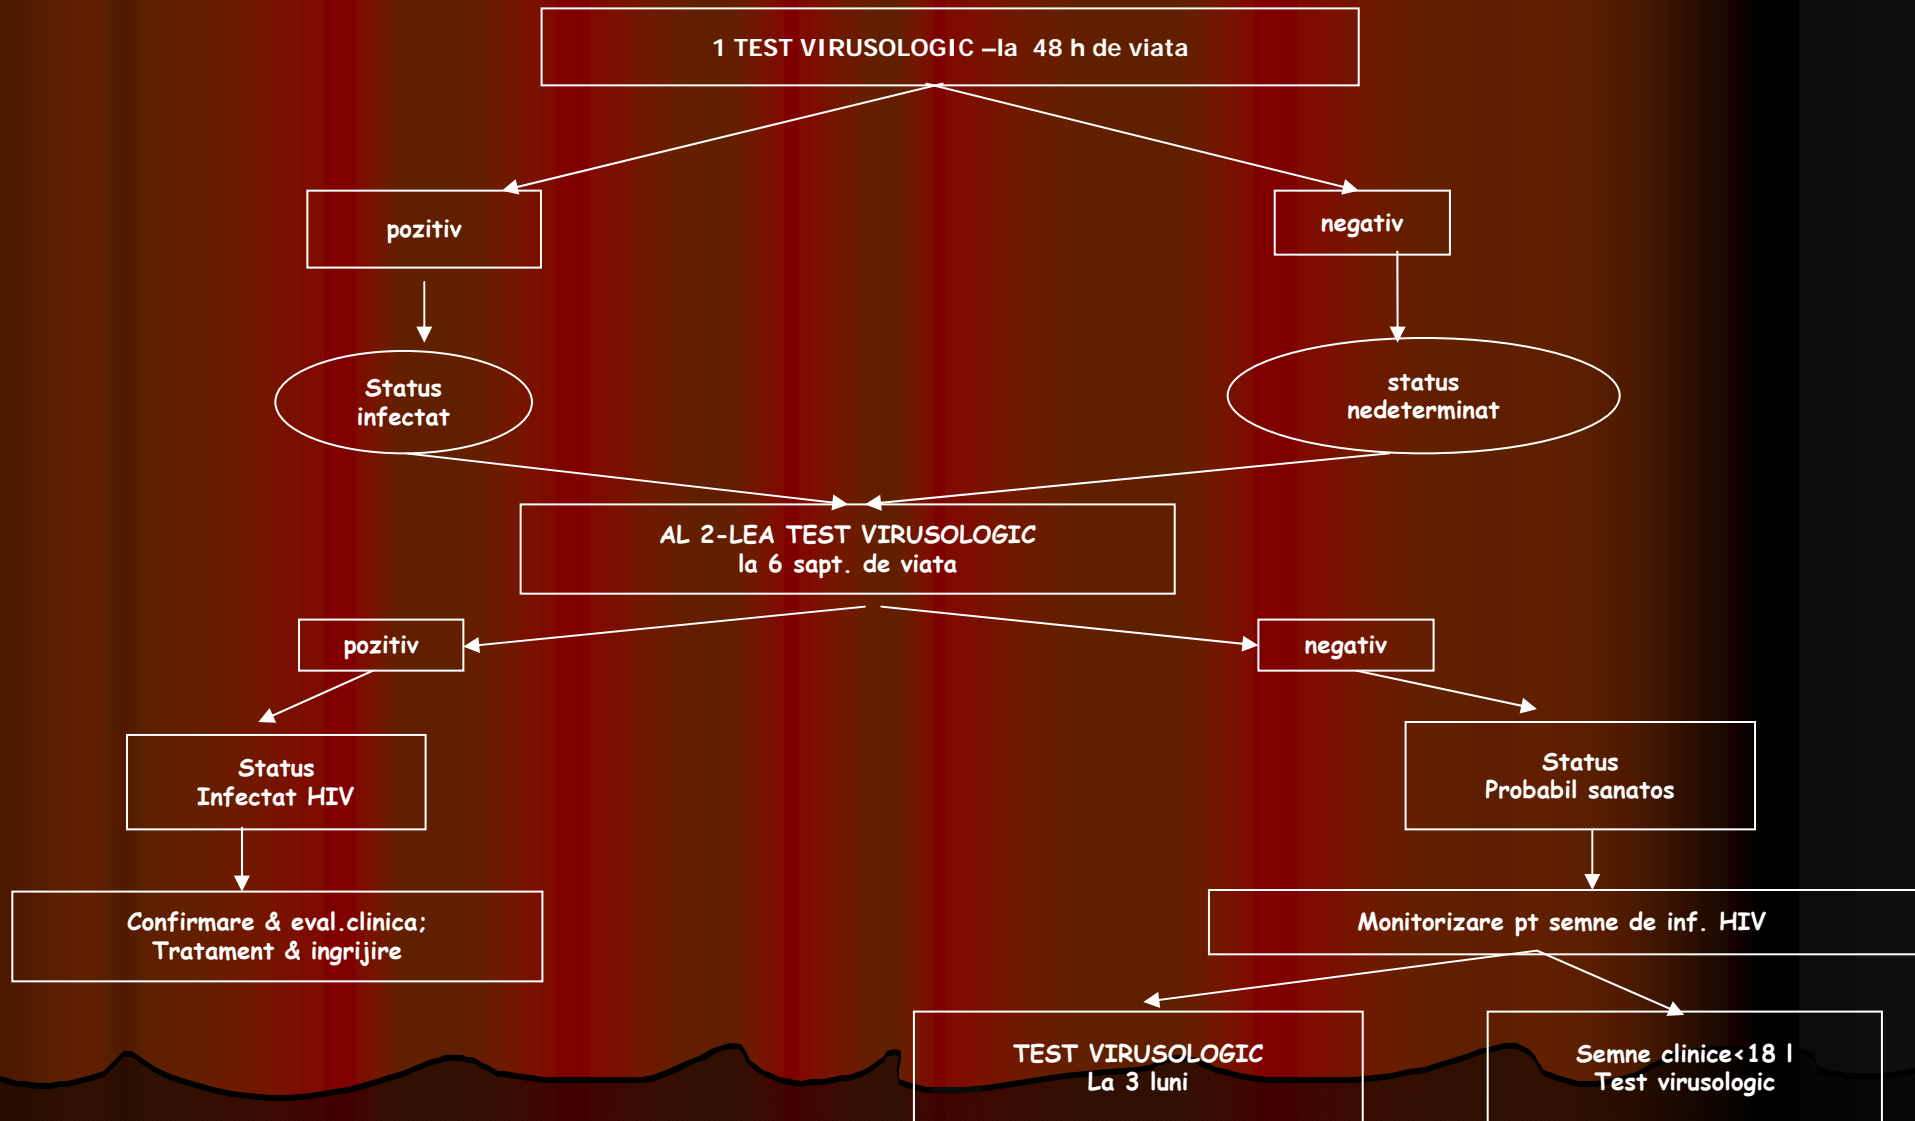 1 TEST VIRUSOLOGIC –la 48 h de viata
pozitiv
negativ
Status
infectat
status
nedeterminat
AL 2-LEA TEST VIRUSOLOGIC
la 6 sapt. de viata
pozitiv
negativ
Status
Infectat HIV
Status
Probabil sanatos
Confirmare & eval.clinica;
Tratament & ingrijire
Monitorizare pt semne de inf. HIV
TEST VIRUSOLOGIC
La 3 luni
Semne clinice<18 l
Test virusologic